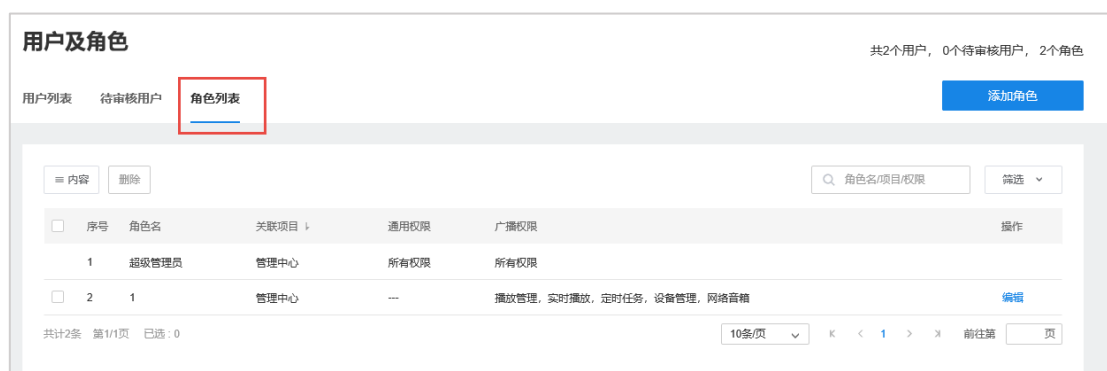 用户及角色
共2个用户， 0个待审核用户， 2个角色
用户列表 待审核用户 角色列表 添加角色
内容 删除 角色名/项目/权限 筛选
序号 角色名 关联项目 通用权限 广播权限 操作
1 超级管理员 管理中心 所有权限 所有权限
2 1 管理中心 --- 播放管理，实时播放，定时任务，设备管理，网络音箱 编辑
共计2条 第1/1页 已选 : 0 10条/页 1 前往第 页